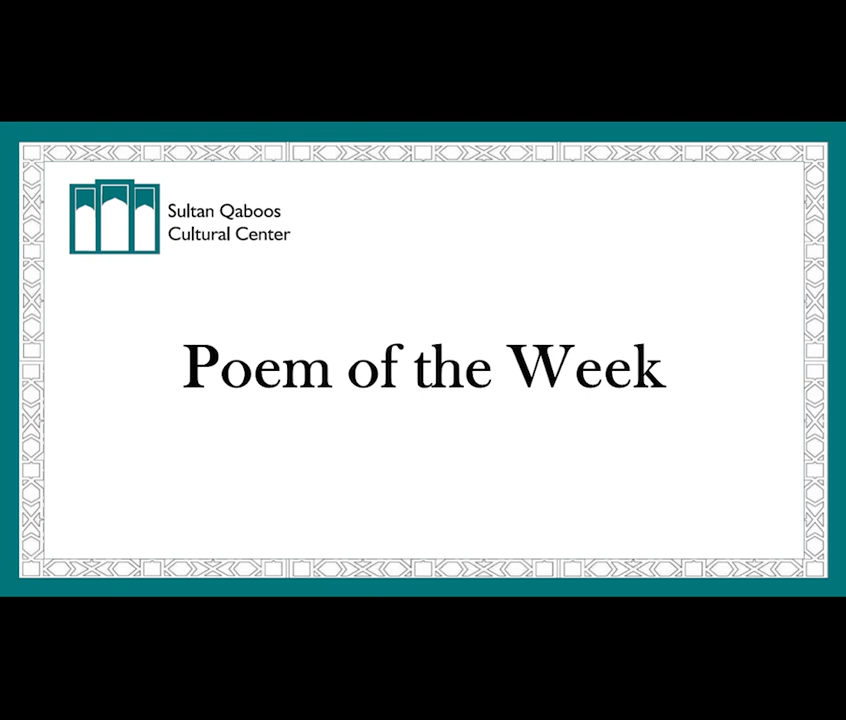 Sultan Qaboos
Cultural Center
Poem of the Week